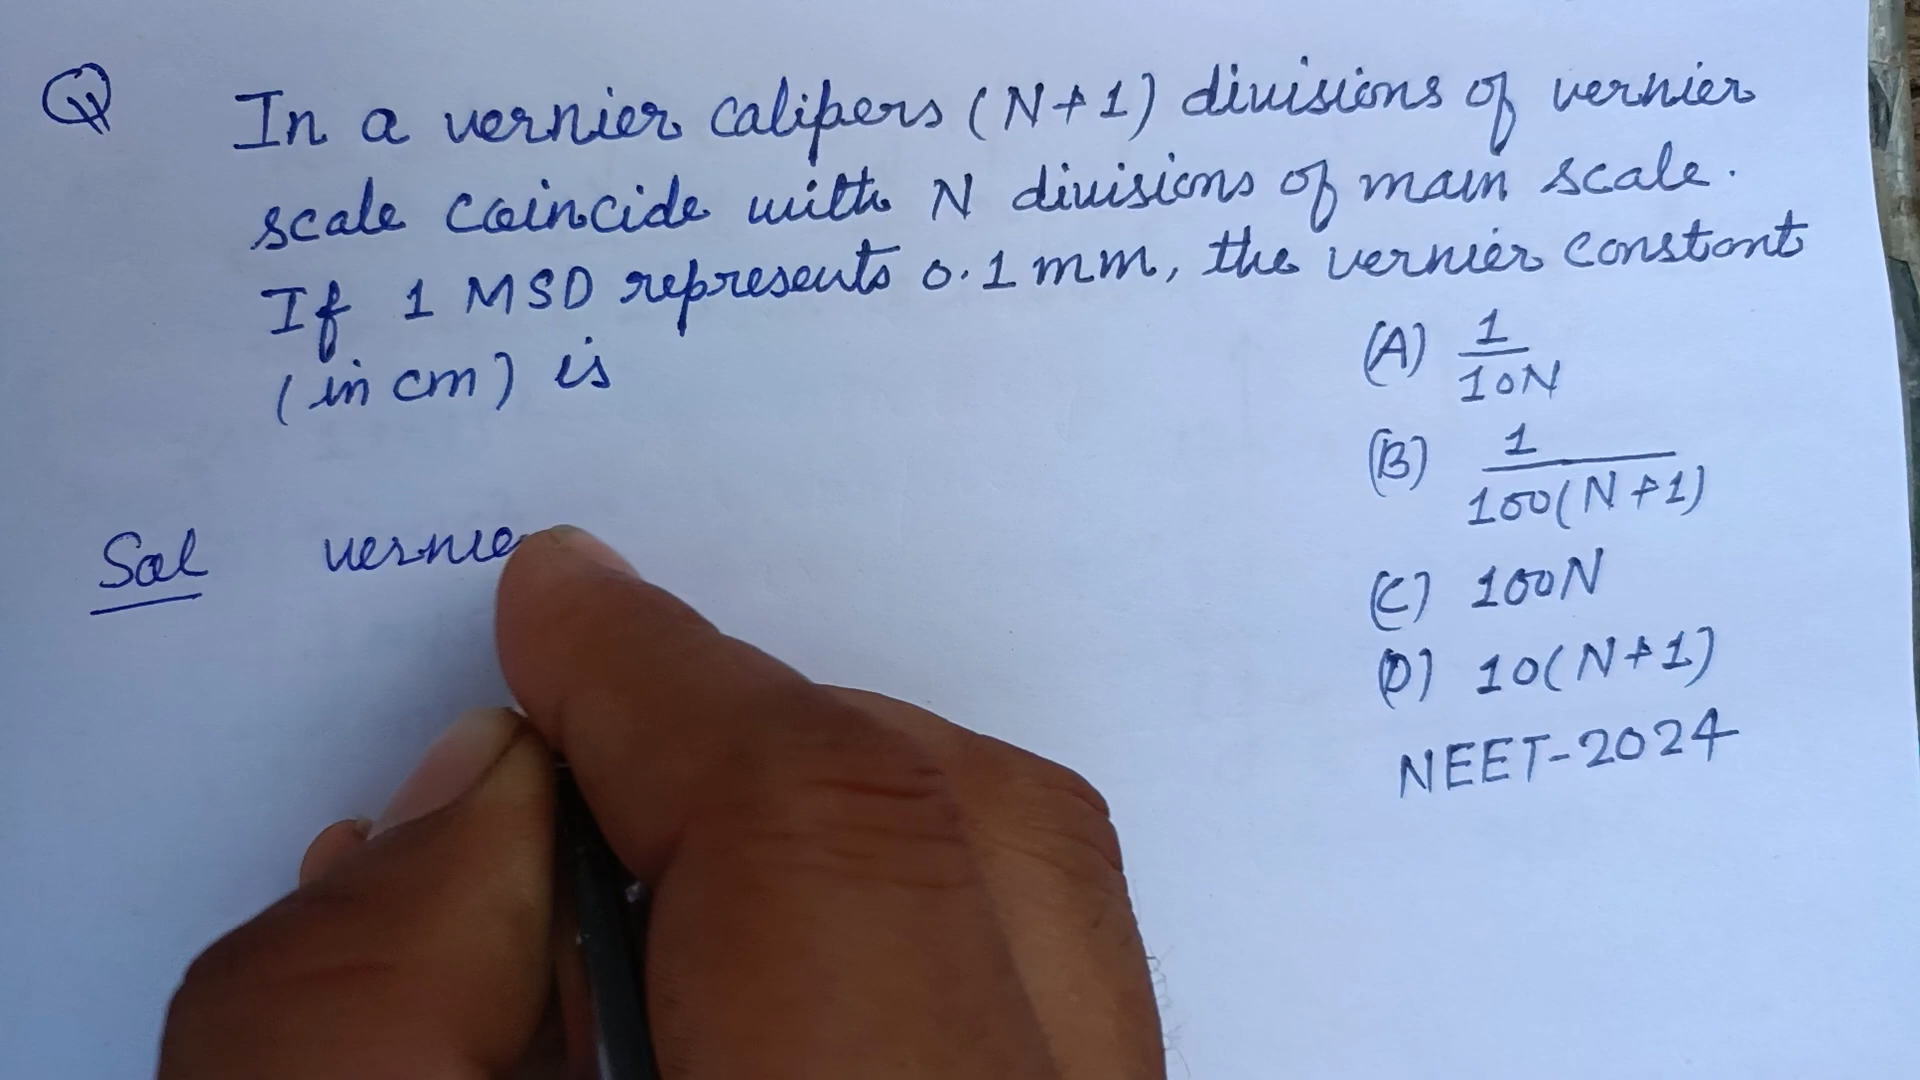 Q In a vernier calipers (N+1) divisions of vernier
scale coincide with N divisions of main scale.
If 1 MSD represents 0.1 mm, the vernier constant
(in cm) is
(A) 1/10N
(B) 1/100(N+1)
(C) 100N
(D) 10(N+1)
NEET-2024
Sol vernie